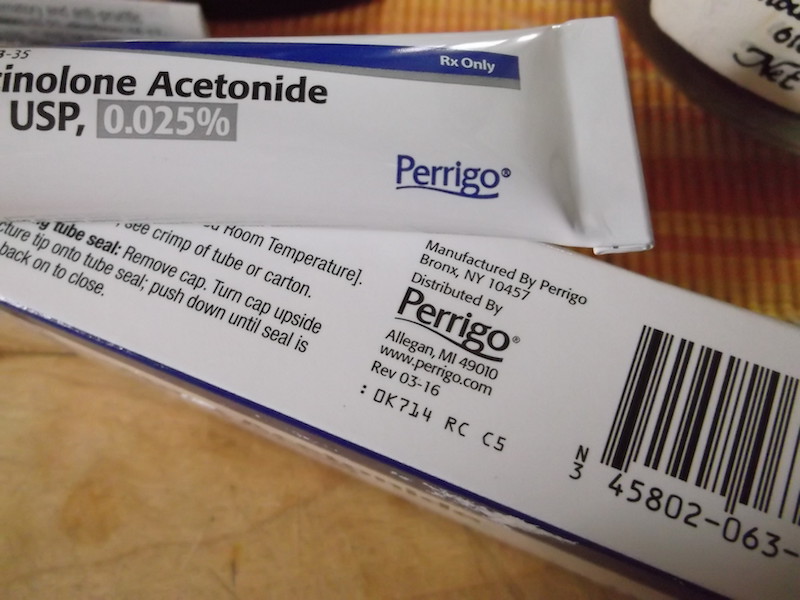 3-35
Rx Only
inolone Acetonide
USP, 0.025%
Perrigo®
Room Temperature].
see crimp of tube or carton.
tube seal: Remove cap. Turn cap upside
cture tip onto tube seal; push down until seal is
back on to close.
Manufactured By Perrigo
Bronx, NY 10457
Distributed By
Perrigo®
Allegan, MI 49010
www.perrigo.com
Rev 03-16
: 0K714 RC C5
N
3 45802-063-
Net